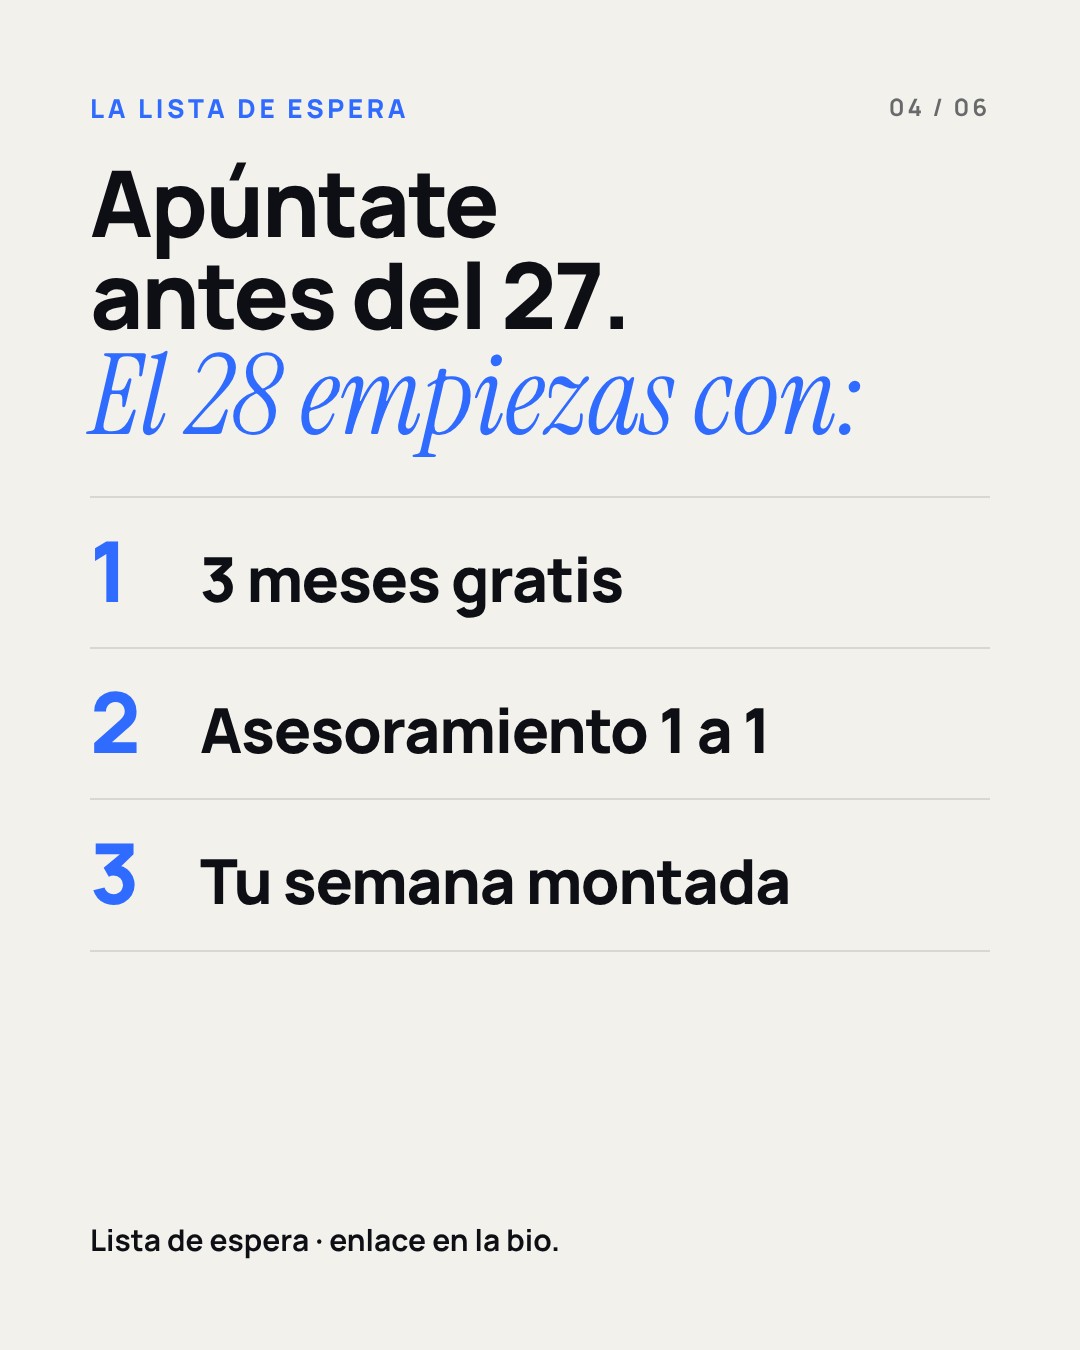 LA LISTA DE ESPERA
04 / 06
Apúntate
antes del 27.
El 28 empiezas con:
1 3 meses gratis
2 Asesoramiento 1 a 1
3 Tu semana montada
Lista de espera · enlace en la bio.